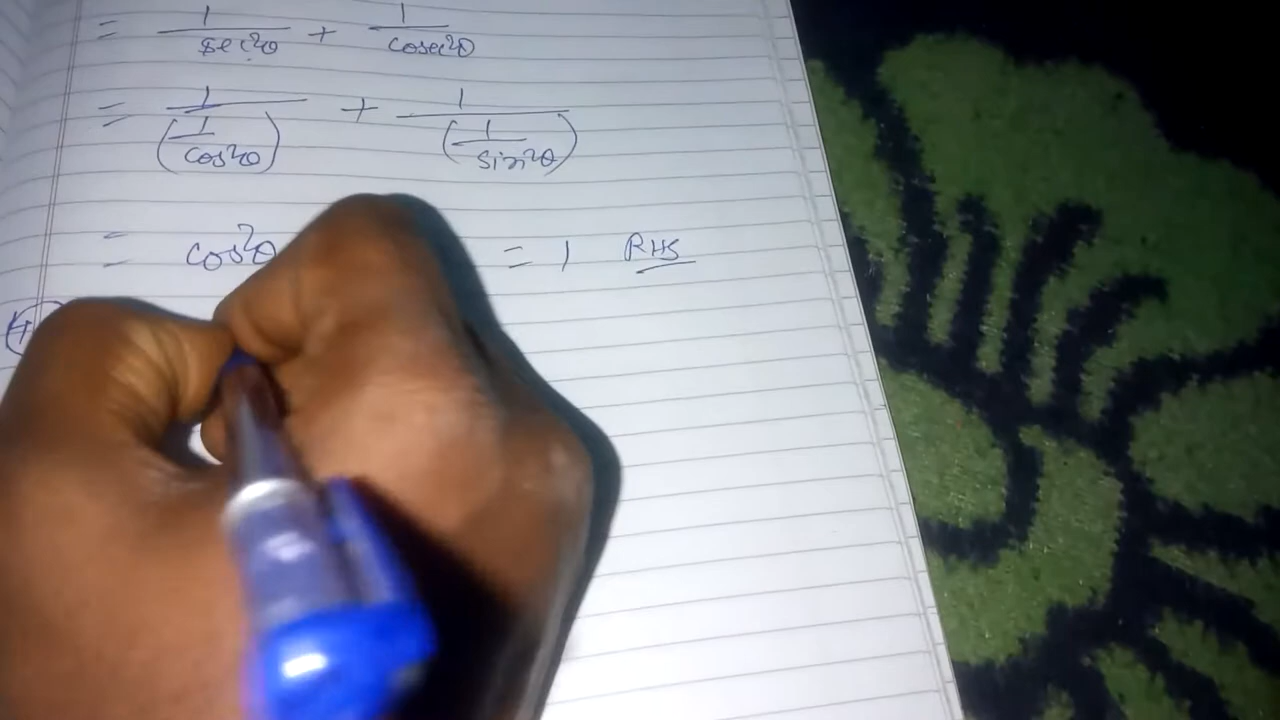 = 1/sec²θ + 1/cosec²θ
= 1/(1/cos²θ) + 1/(1/sin²θ)
= cos²θ = 1 RHS